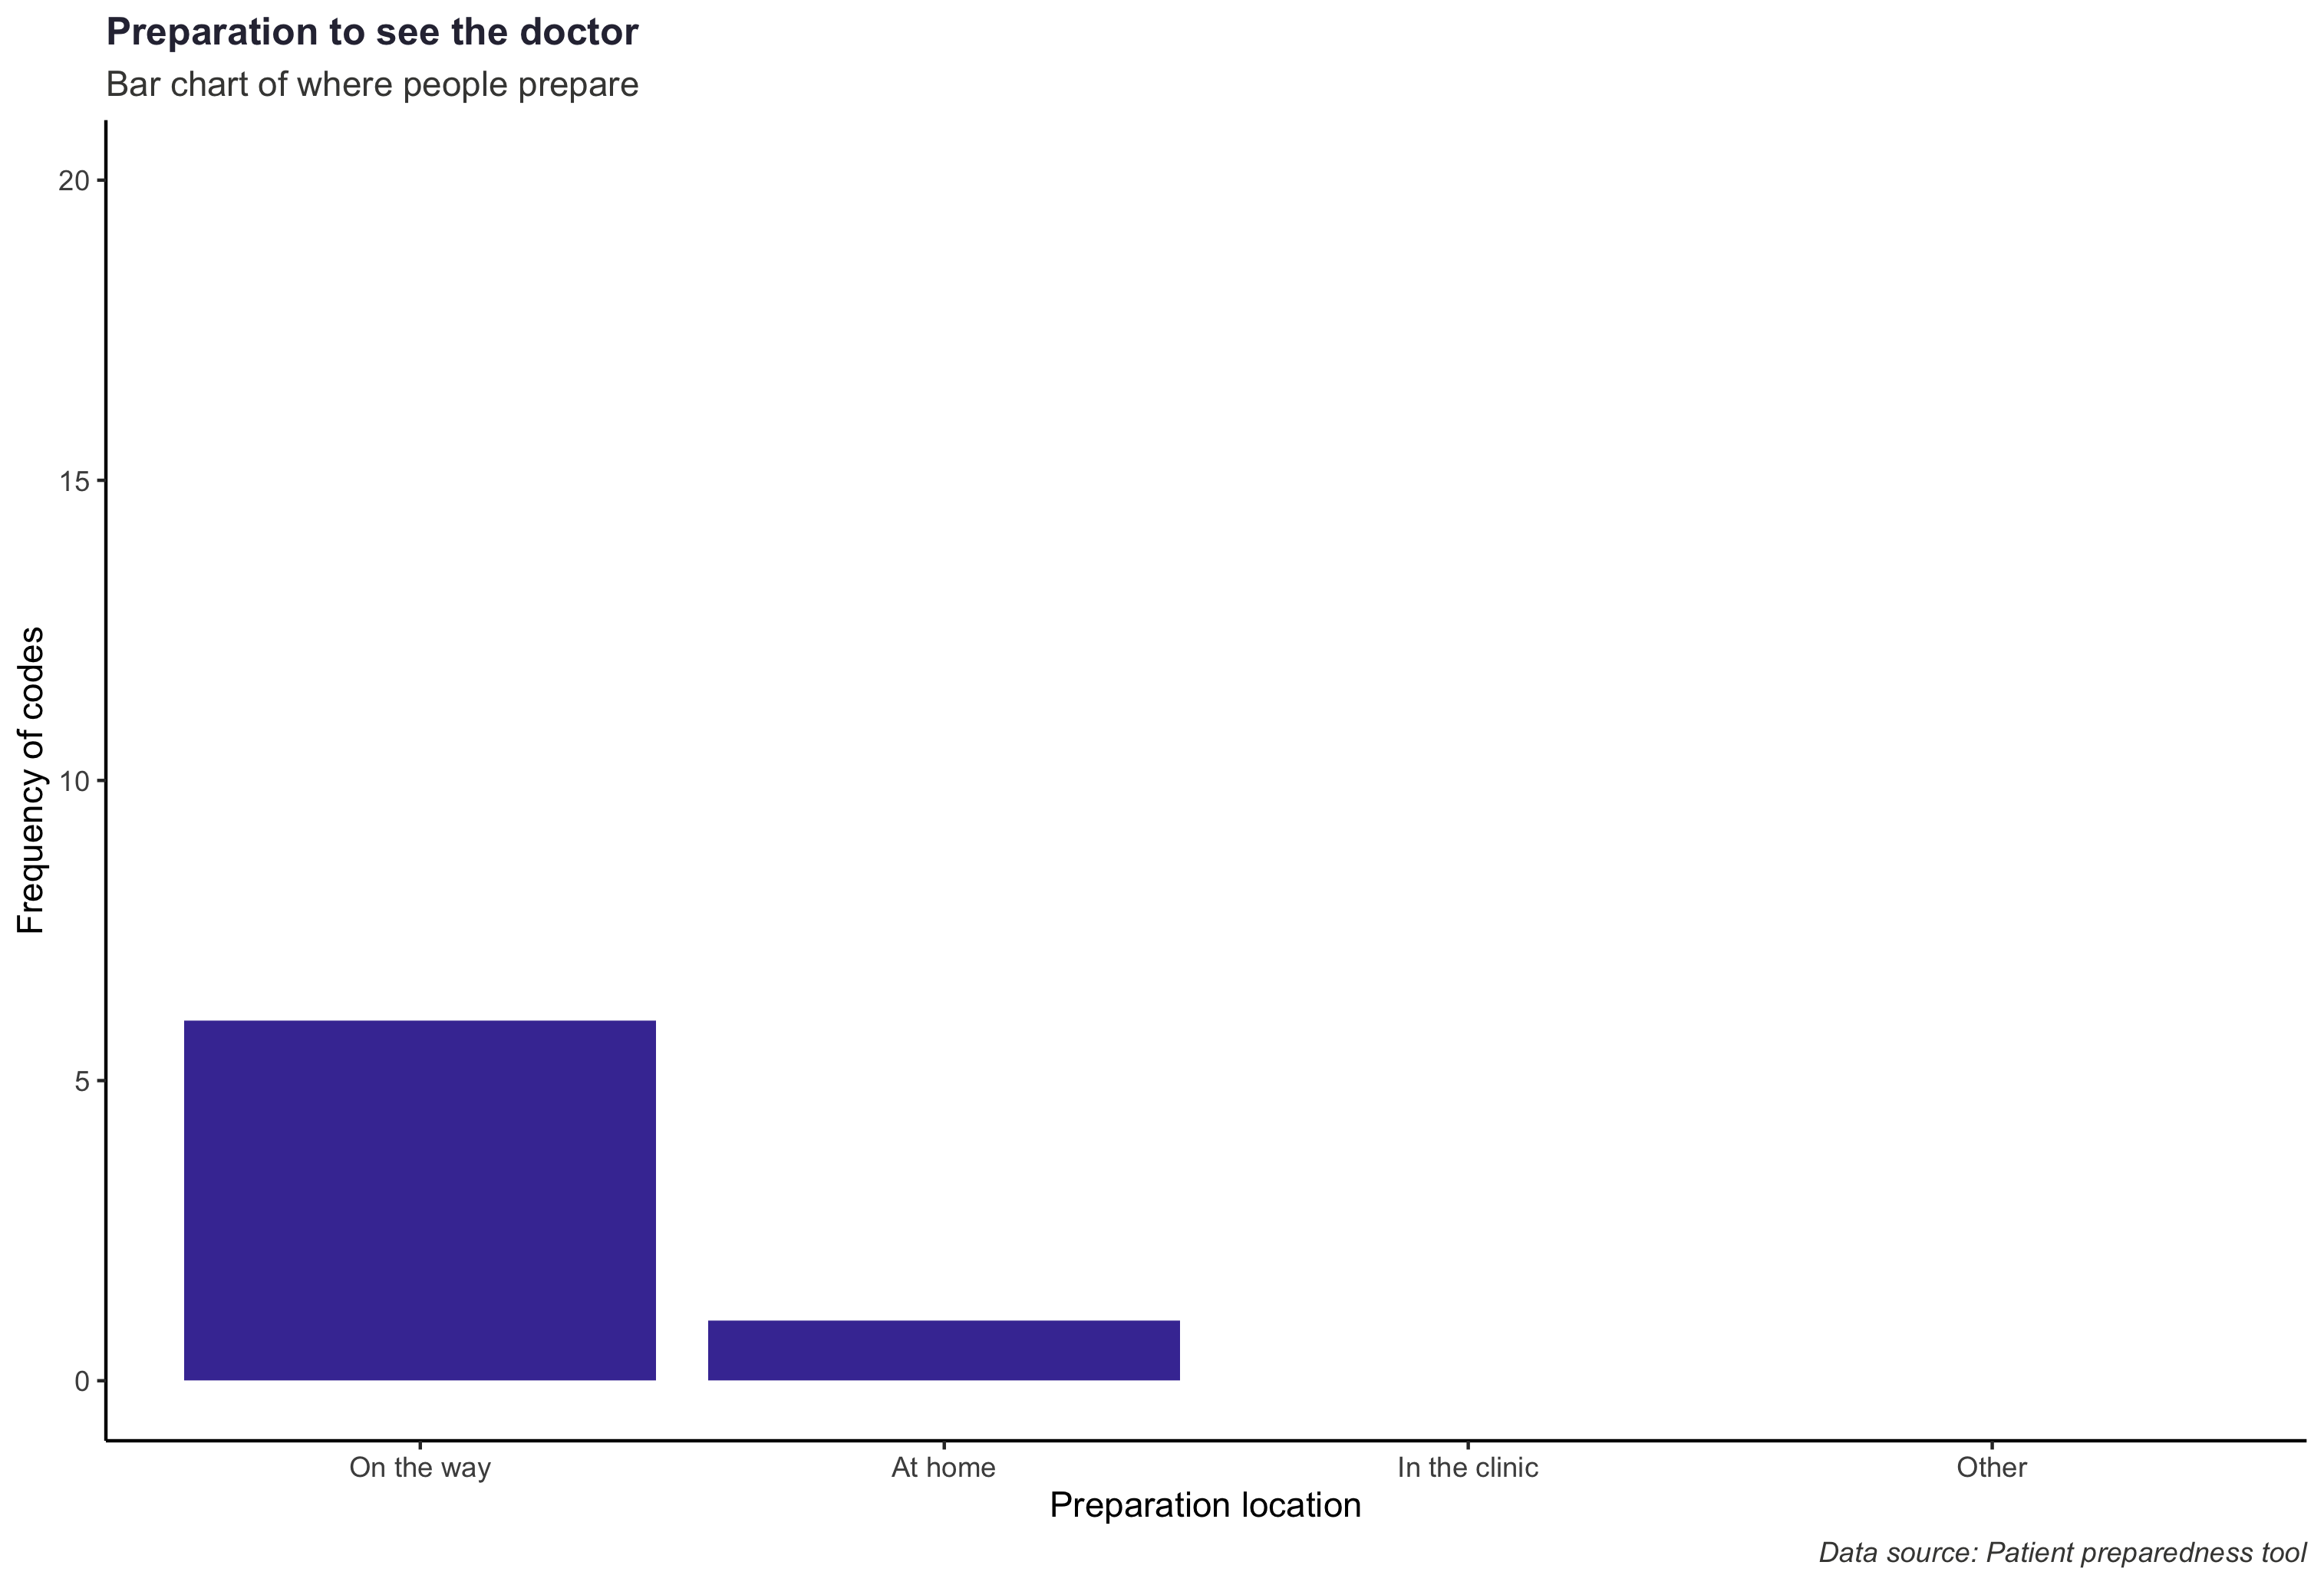 Preparation to see the doctor
Bar chart of where people prepare
Frequency of codes
20
15
10
5
0
On the way
At home
In the clinic
Other
Preparation location
Data source: Patient preparedness tool